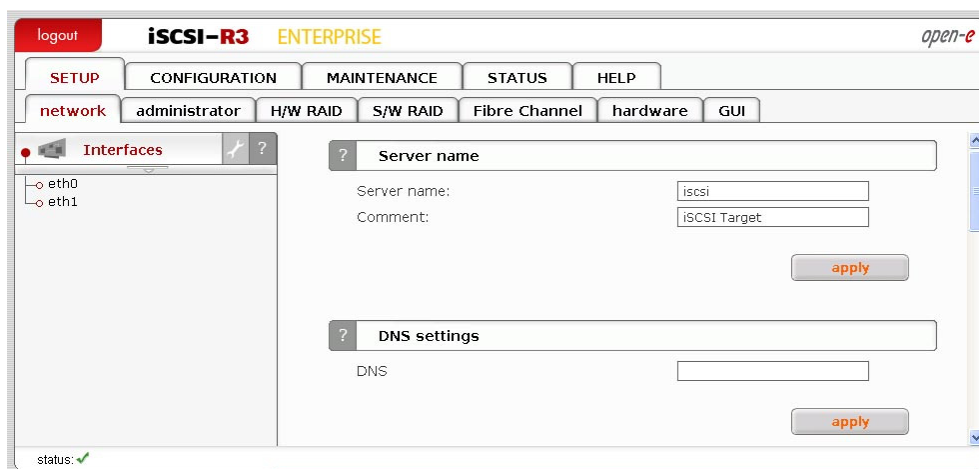 logout iSCSI-R3 ENTERPRISE open-e
SETUP CONFIGURATION MAINTENANCE STATUS HELP
network administrator H/W RAID S/W RAID Fibre Channel hardware GUI
Interfaces ?
eth0
eth1
? Server name
Server name: iscsi
Comment: iSCSI Target
apply
? DNS settings
DNS
apply
status: